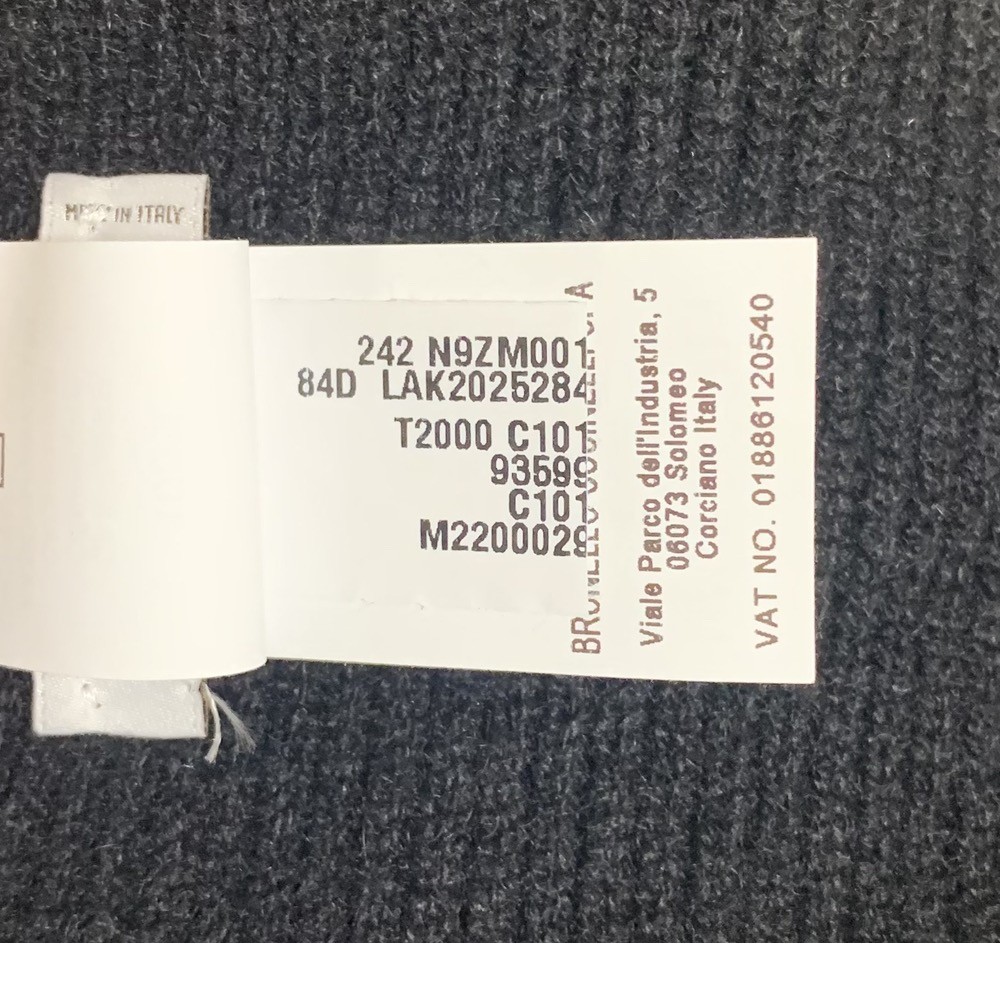 MADE IN ITALY
242 N9ZM001
84D LAK2025284
T2000 C101
93599
C101
M2200029
Viale Parco dell'Industria, 5
06073 Solomeo
Corciano Italy
VAT NO. 01886120540